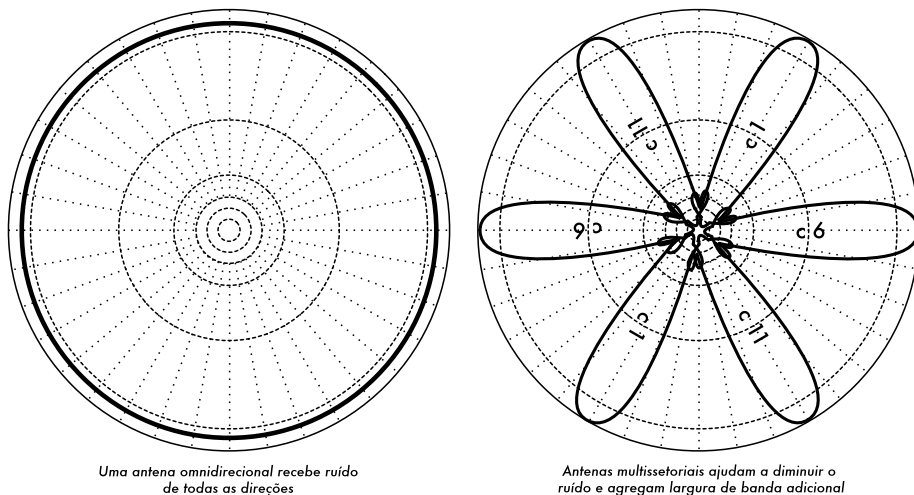 c 11
c 1
c 6
c 6
c 1
c 11
Uma antena omnidirecional recebe ruído
de todas as direções
Antenas multissetoriais ajudam a diminuir o
ruído e agregam largura de banda adicional